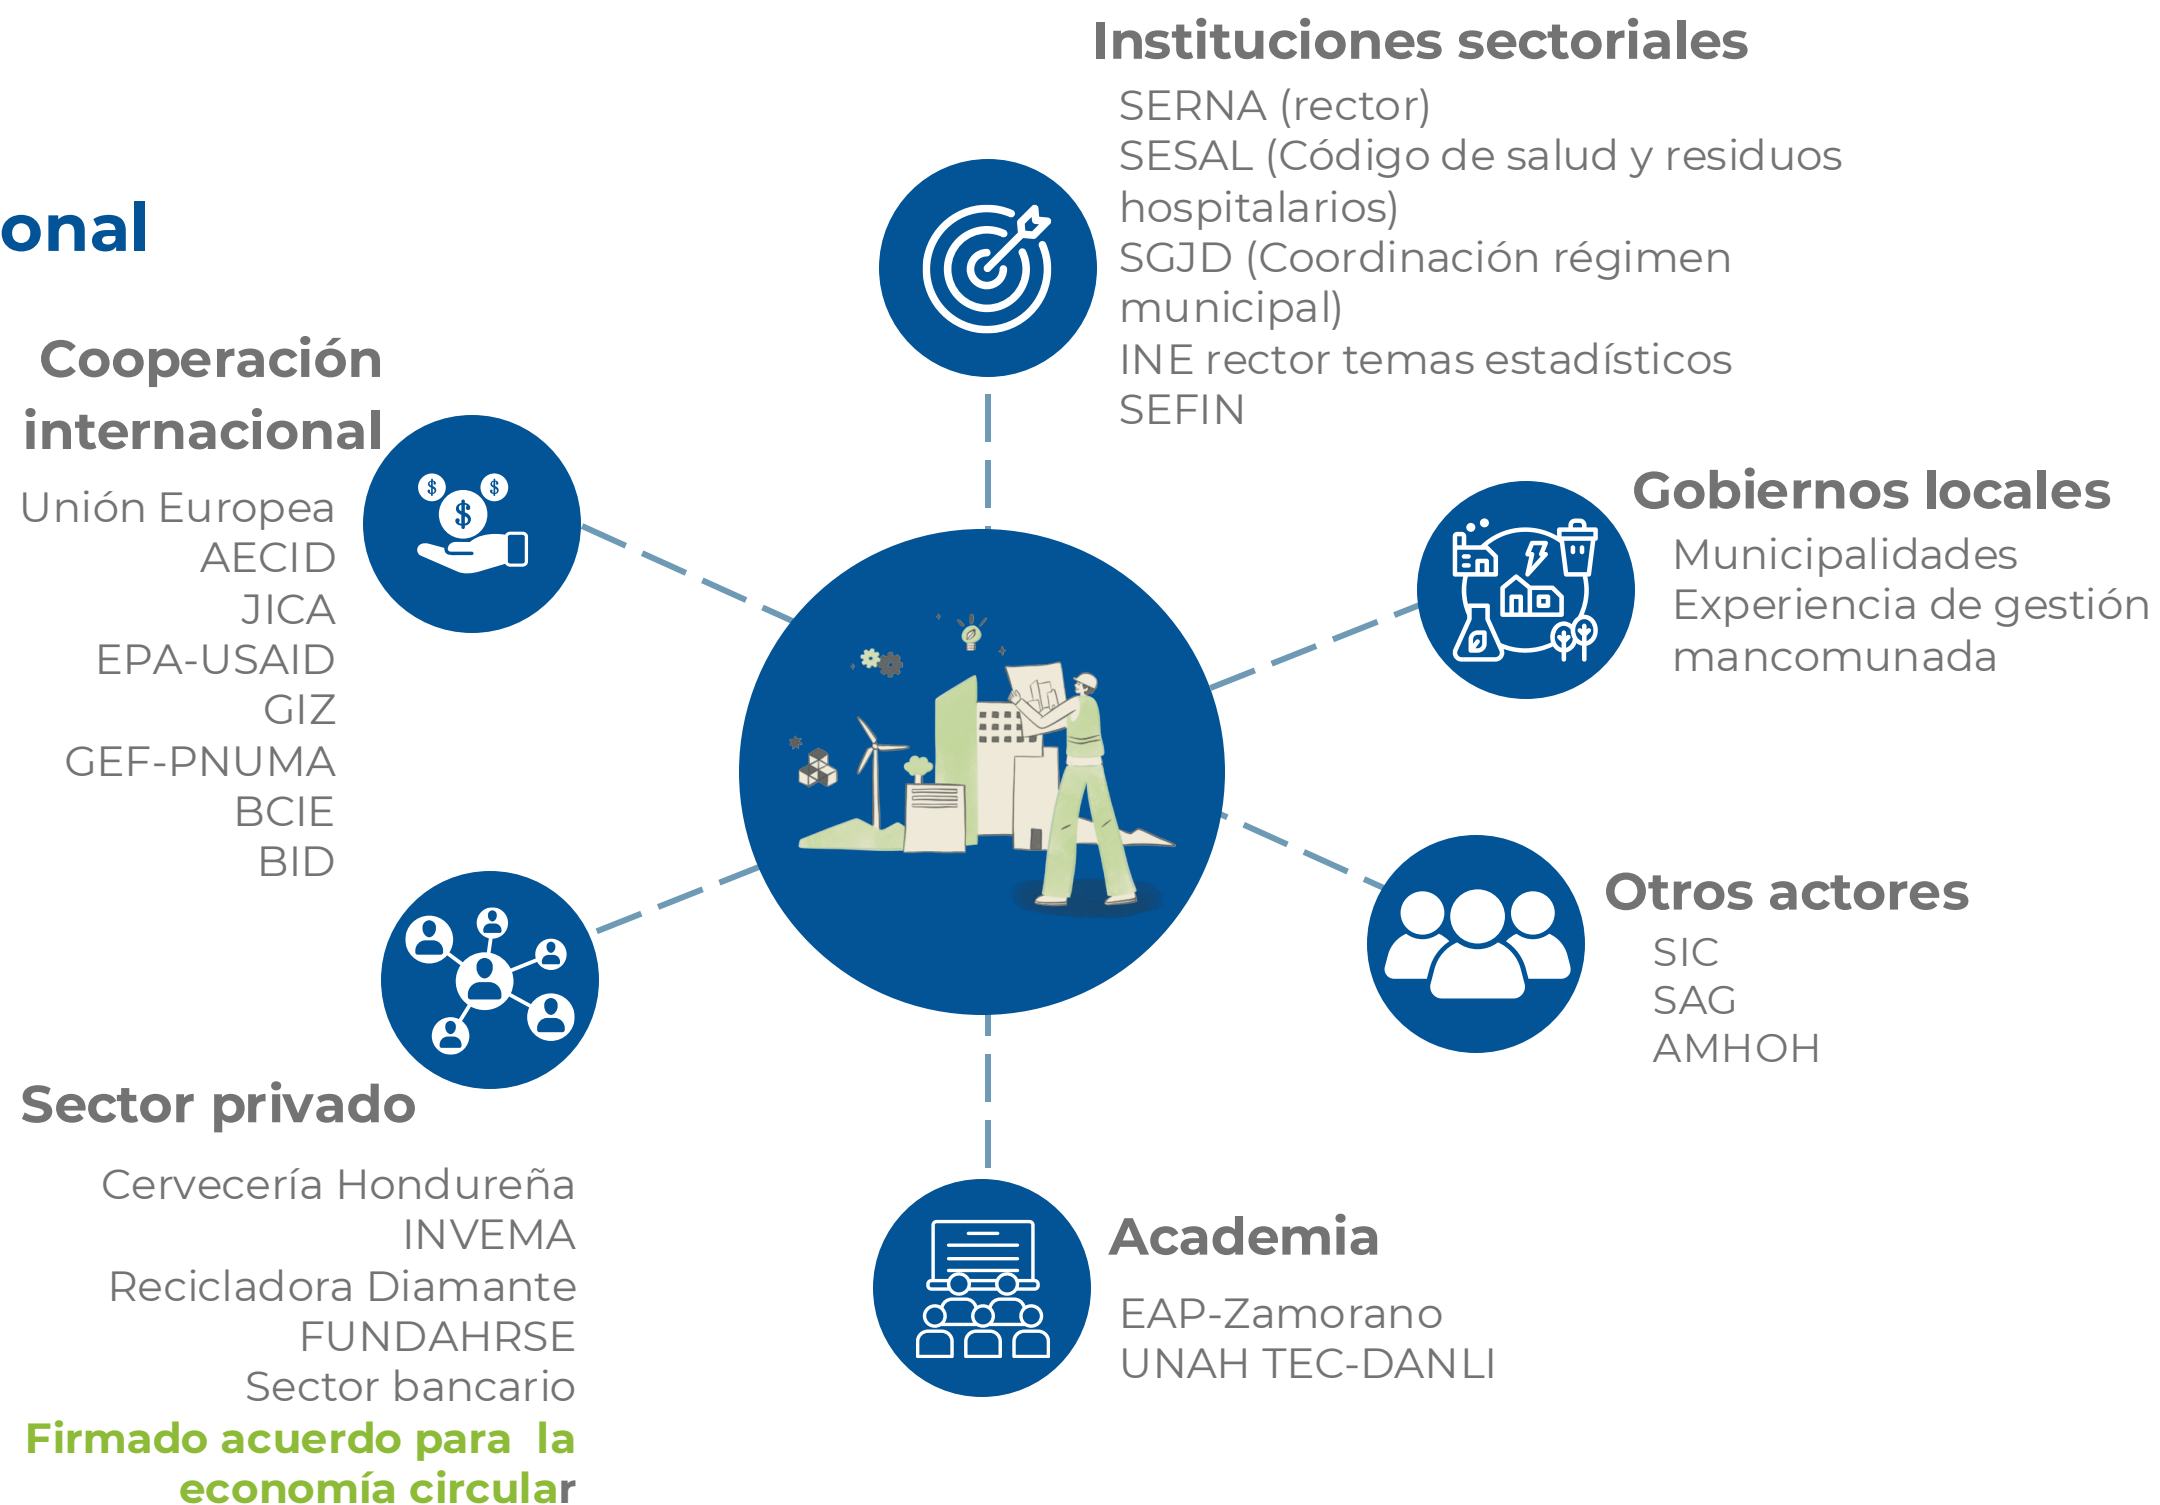 onal
Instituciones sectoriales
SERNA (rector)
SESAL (Código de salud y residuos
hospitalarios)
SGJD (Coordinación régimen
municipal)
INE rector temas estadísticos
SEFIN
Cooperación
internacional
Unión Europea
AECID
JICA
EPA-USAID
GIZ
GEF-PNUMA
BCIE
BID
Gobiernos locales
Municipalidades
Experiencia de gestión
mancomunada
Otros actores
SIC
SAG
AMHOH
Sector privado
Cervecería Hondureña
INVEMA
Recicladora Diamante
FUNDAHRSE
Sector bancario
Firmado acuerdo para  la
economía circular
Academia
EAP-Zamorano
UNAH TEC-DANLI